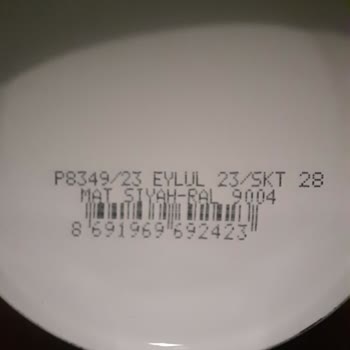 P8349/23 EYLUL 23/SKT 28
MAT SIYAH-RAL 9004
8 691969 692423